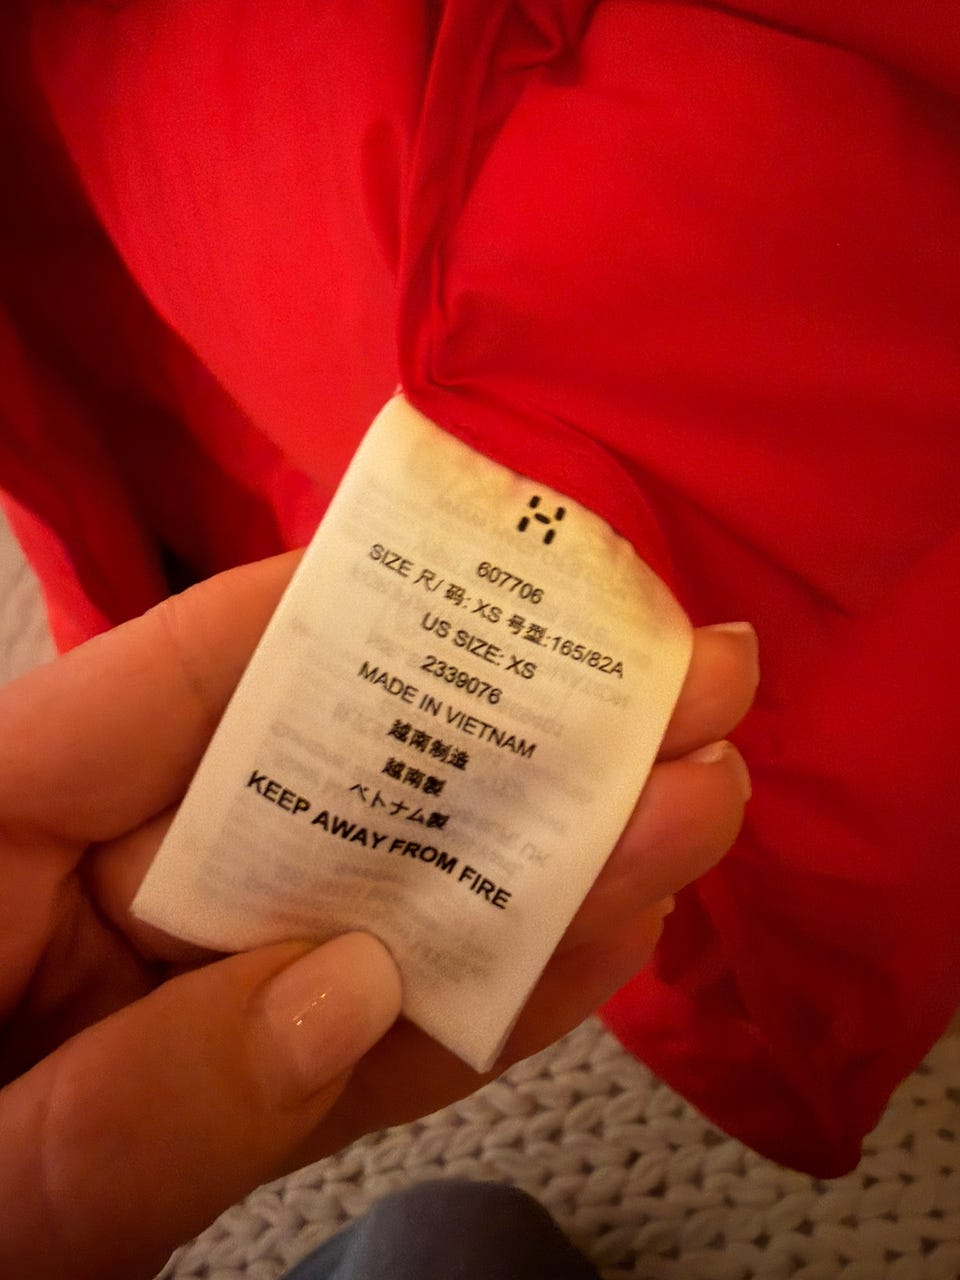 H
607706
SIZE 尺/ 码: XS 号型:165/82A
US SIZE: XS
2339076
MADE IN VIETNAM
越南制造
越南製
ベトナム製
KEEP AWAY FROM FIRE